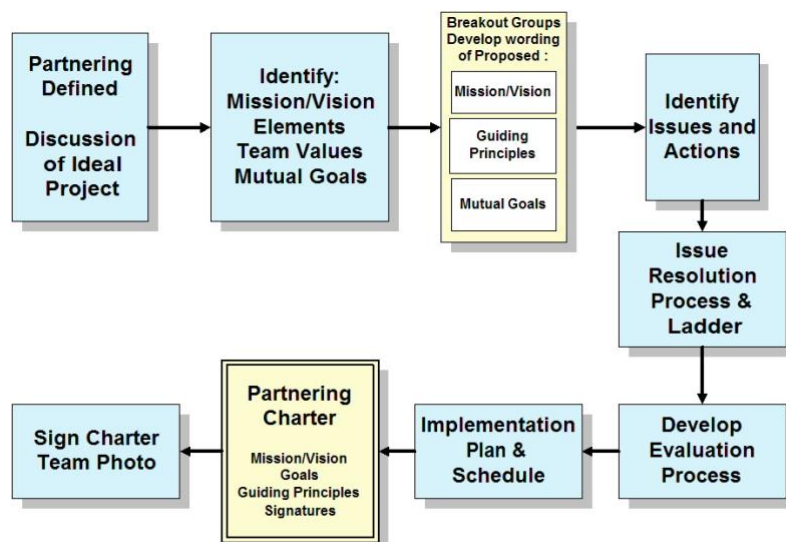 Partnering
Defined
Discussion
of Ideal
Project
Identify:
Mission/Vision
Elements
Team Values
Mutual Goals
Breakout Groups
Develop wording
of Proposed :
Mission/Vision
Guiding
Principles
Mutual Goals
Identify
Issues and
Actions
Issue
Resolution
Process &
Ladder
Develop
Evaluation
Process
Implementation
Plan &
Schedule
Partnering
Charter
Mission/Vision
Goals
Guiding Principles
Signatures
Sign Charter
Team Photo